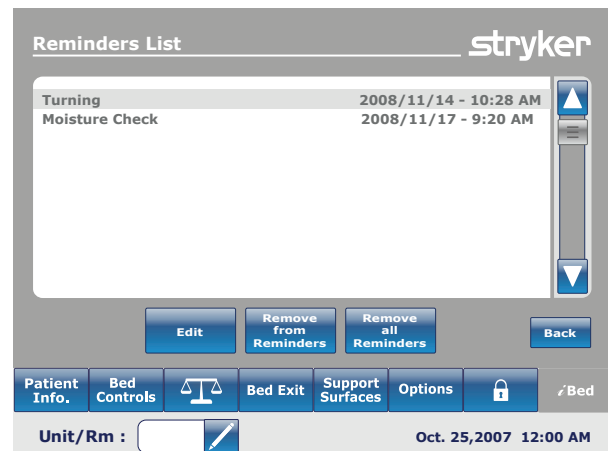 Reminders List
stryker
Turning 2008/11/14 - 10:28 AM
Moisture Check 2008/11/17 - 9:20 AM
Edit
Remove
from
Reminders
Remove
all
Reminders
Back
Patient
Info.
Bed
Controls
Bed Exit
Support
Surfaces
Options
iBed
Unit/Rm :
Oct. 25,2007 12:00 AM